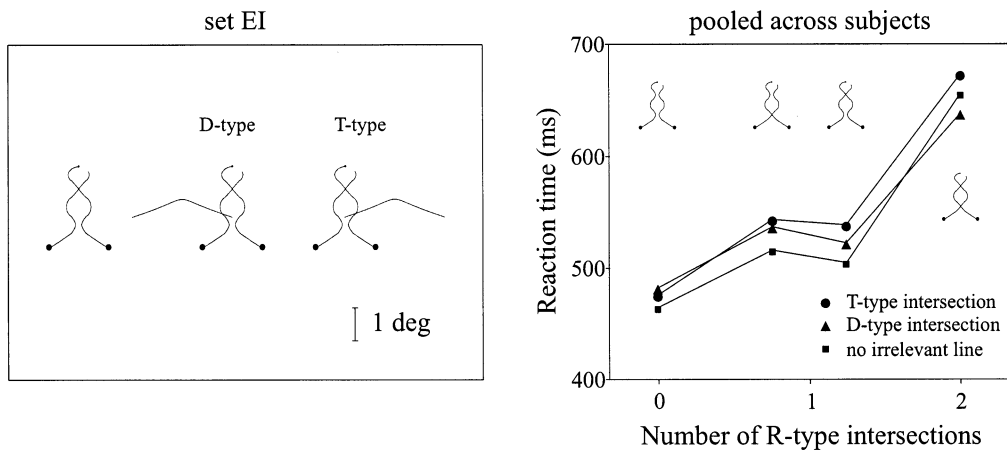 set EI
D-type
T-type
1 deg
pooled across subjects
700
600
500
400
Reaction time (ms)
T-type intersection
D-type intersection
no irrelevant line
0
1
2
Number of R-type intersections